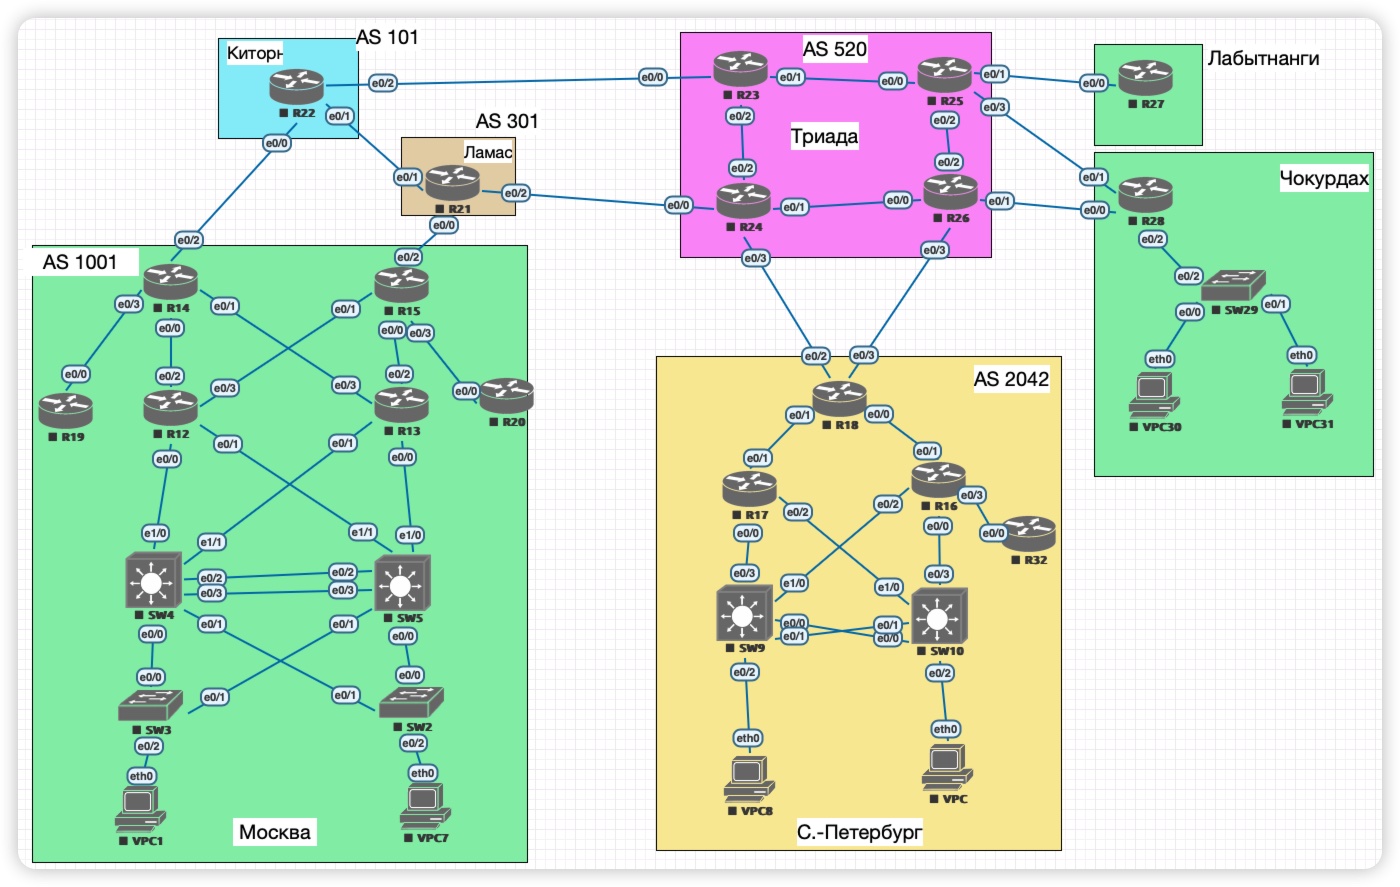 AS 101
Киторн
R22
e0/2
e0/1
e0/0
AS 301
Ламас
e0/1
R21
e0/2
e0/0
AS 520
e0/0
R23
e0/1
e0/0
R25
e0/1
e0/3
e0/2
e0/2
Триада
e0/2
e0/2
e0/0
R24
e0/1
e0/0
R26
e0/1
e0/3
e0/3
Лабытнанги
e0/0
R27
Чокурдах
e0/1
e0/0
R28
e0/2
e0/2
SW29
e0/0
e0/1
eth0
eth0
VPC30
VPC31
AS 1001
e0/2
e0/2
R14
R15
e0/3
e0/1
e0/1
e0/0
e0/0
e0/3
e0/0
e0/2
e0/3
e0/3
e0/2
e0/0
R19
R12
R13
R20
e0/1
e0/1
e0/0
e0/0
e1/0
e1/1
e1/1
e1/0
e0/2
e0/2
e0/3
e0/3
SW4
SW5
e0/0
e0/1
e0/1
e0/0
e0/0
e0/1
e0/1
e0/0
SW3
SW2
e0/2
e0/2
eth0
eth0
VPC1
VPC7
Москва
AS 2042
e0/2
e0/3
R18
e0/1
e0/0
e0/1
e0/1
R17
R16
e0/2
e0/2
e0/3
e0/0
e0/0
e0/0
R32
e0/3
e1/0
e1/0
e0/3
e0/0
e0/1
e0/1
e0/0
SW9
SW10
e0/2
e0/2
eth0
eth0
VPC8
VPC
С.-Петербург